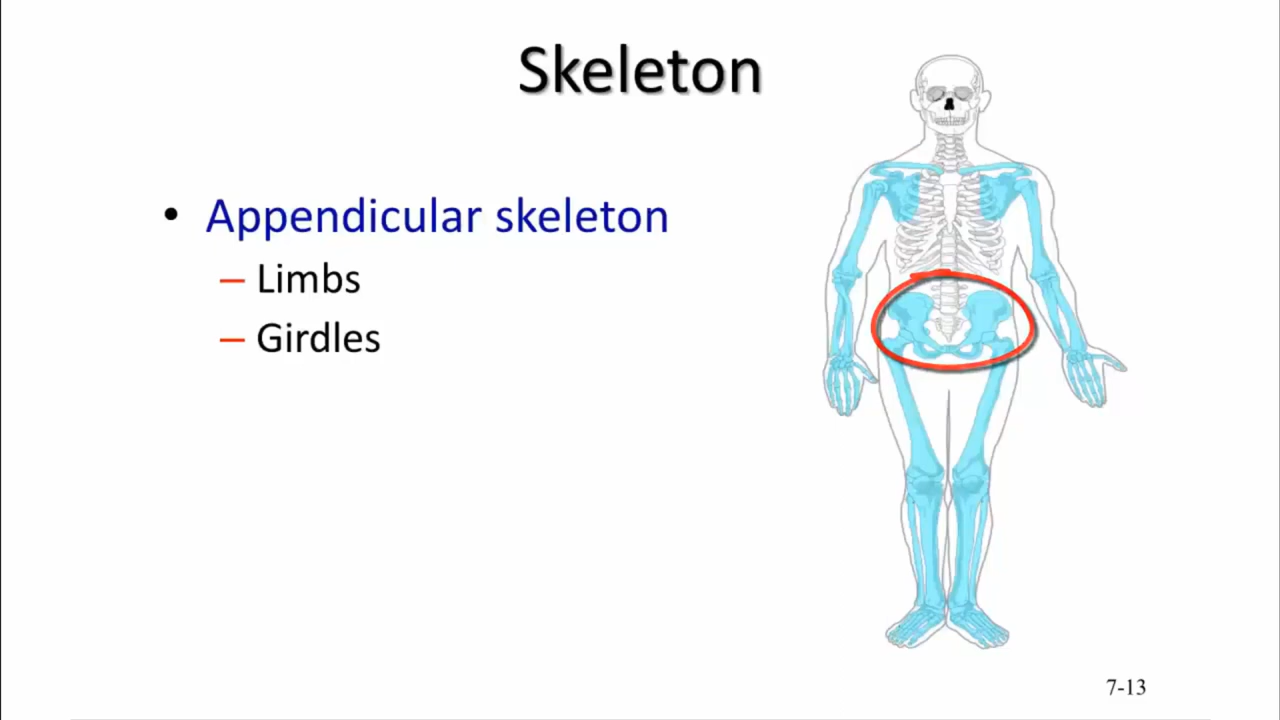 Skeleton
• Appendicular skeleton
– Limbs
– Girdles
7-13